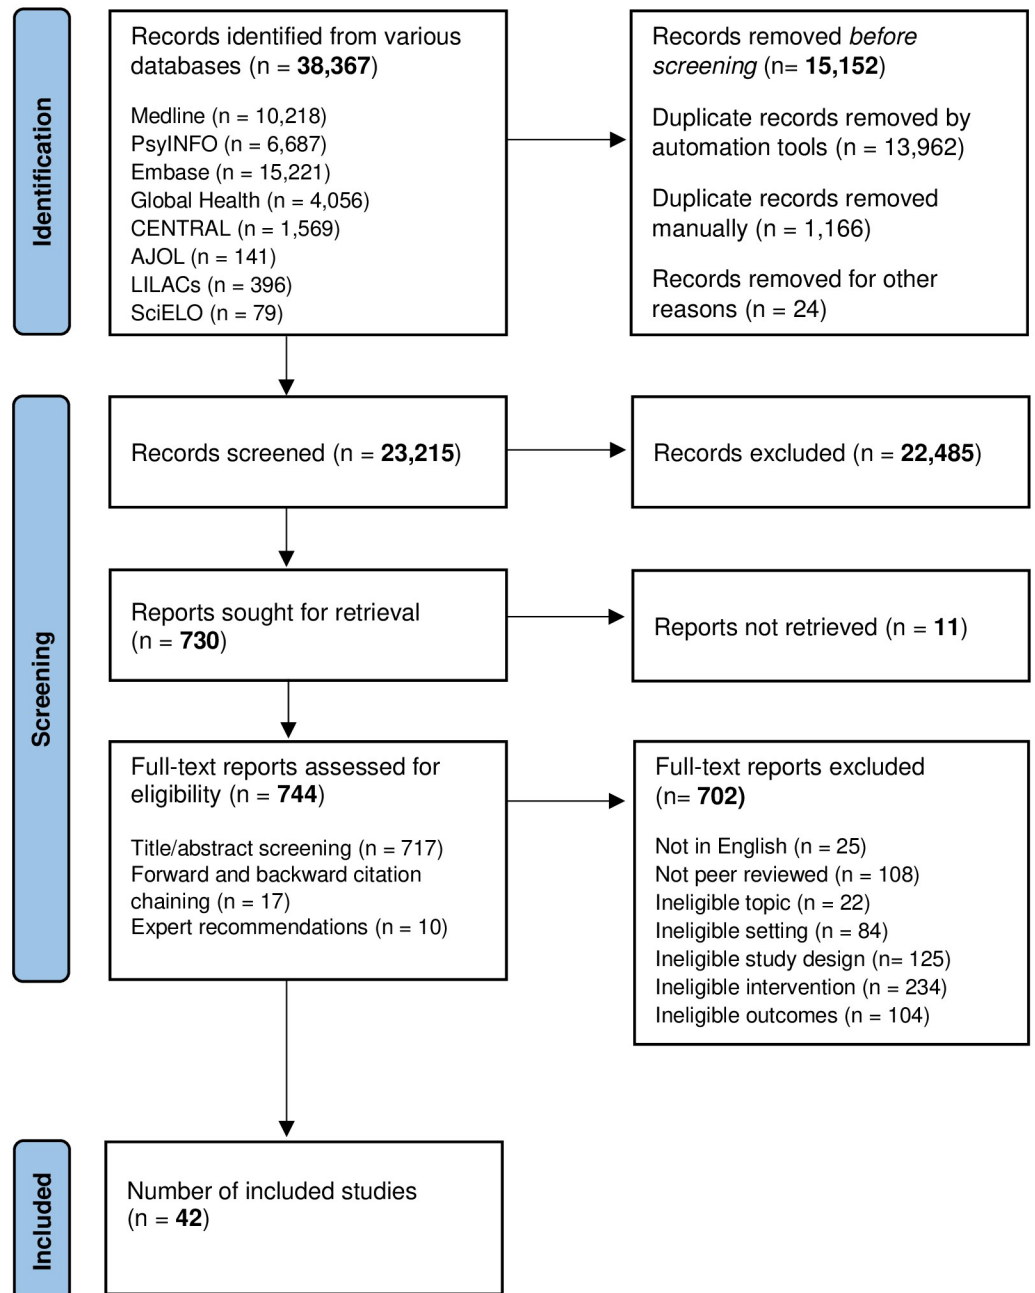 Identification
Records identified from various
databases (n = 38,367)
Medline (n = 10,218)
PsyINFO (n = 6,687)
Embase (n = 15,221)
Global Health (n = 4,056)
CENTRAL (n = 1,569)
AJOL (n = 141)
LILACs (n = 396)
SciELO (n = 79)
Records removed before
screening (n= 15,152)
Duplicate records removed by
automation tools (n = 13,962)
Duplicate records removed
manually (n = 1,166)
Records removed for other
reasons (n = 24)
Screening
Records screened (n = 23,215)
Records excluded (n = 22,485)
Reports sought for retrieval
(n = 730)
Reports not retrieved (n = 11)
Full-text reports assessed for
eligibility (n = 744)
Title/abstract screening (n = 717)
Forward and backward citation
chaining (n = 17)
Expert recommendations (n = 10)
Full-text reports excluded
(n= 702)
Not in English (n = 25)
Not peer reviewed (n = 108)
Ineligible topic (n = 22)
Ineligible setting (n = 84)
Ineligible study design (n= 125)
Ineligible intervention (n = 234)
Ineligible outcomes (n = 104)
Included
Number of included studies
(n = 42)